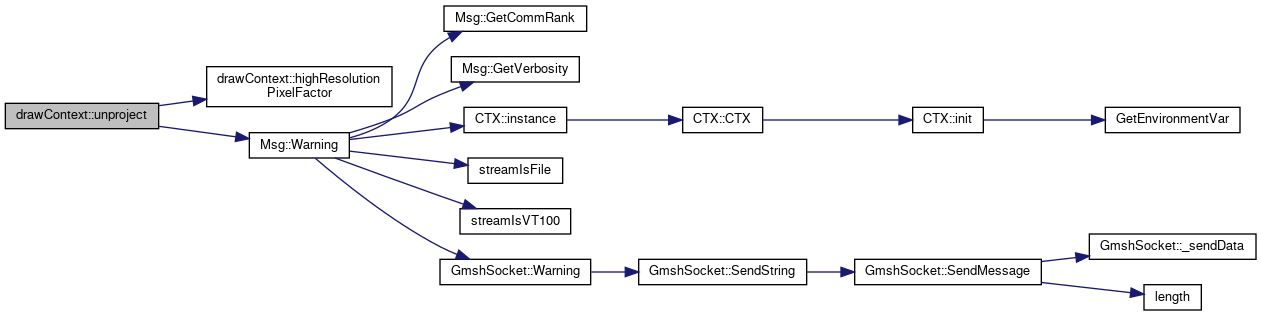 drawContext::unproject
drawContext::highResolution
PixelFactor
Msg::Warning
Msg::GetCommRank
Msg::GetVerbosity
CTX::instance
CTX::CTX
CTX::init
GetEnvironmentVar
streamIsFile
streamIsVT100
GmshSocket::Warning
GmshSocket::SendString
GmshSocket::SendMessage
GmshSocket::_sendData
length